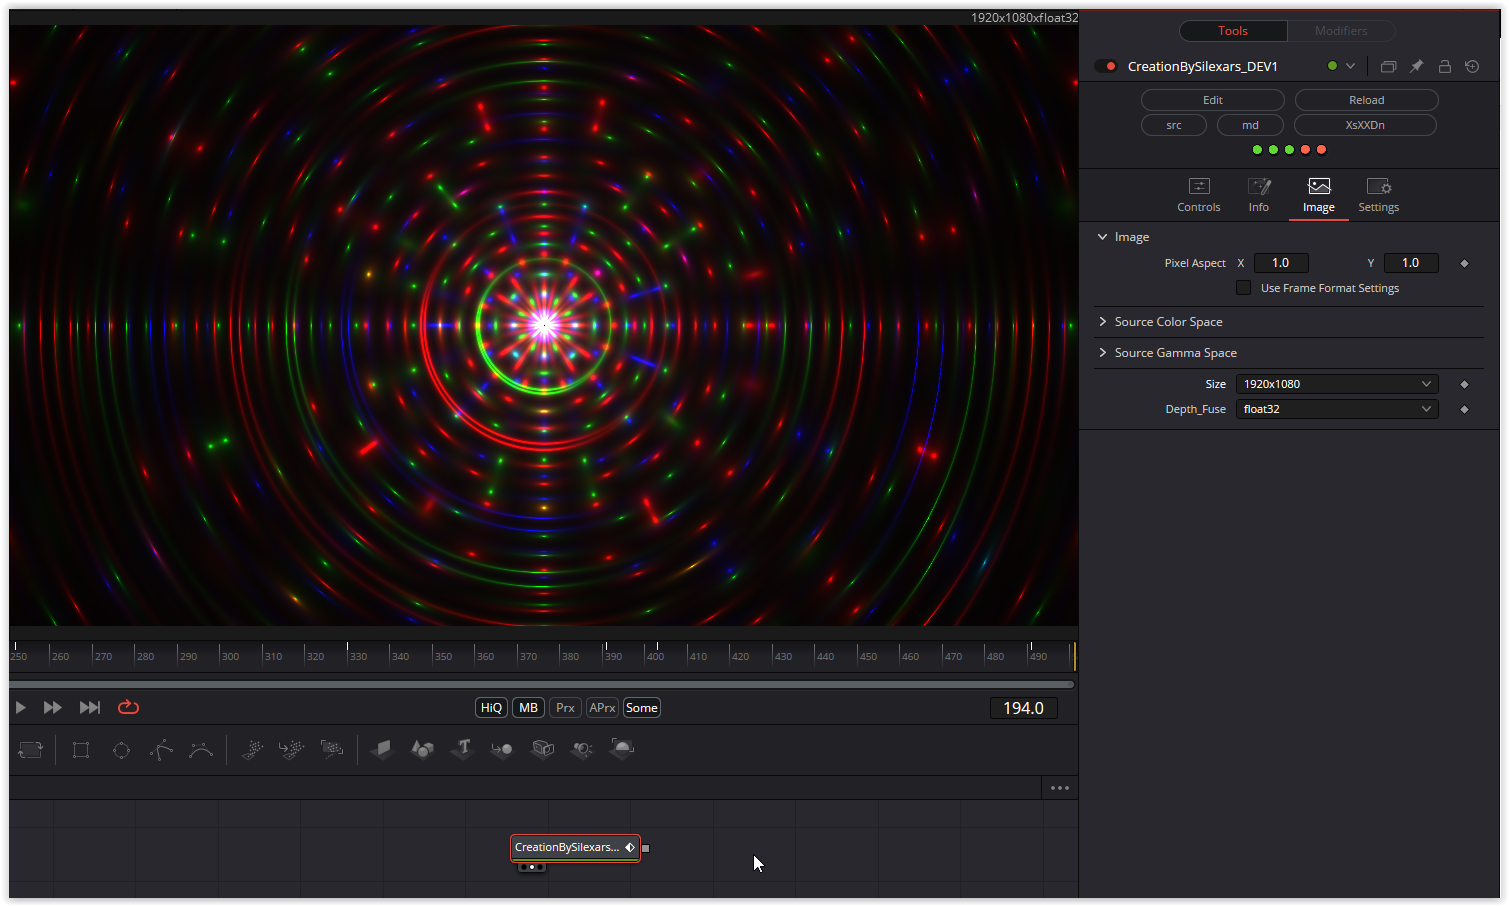 1920x1080xfloat32
Tools
Modifiers
CreationBySilexars_DEV1
Edit
Reload
src
md
XsXXDn
Controls
Info
Image
Settings
Image
Pixel Aspect X 1.0 Y 1.0
Use Frame Format Settings
Source Color Space
Source Gamma Space
Size 1920x1080
Depth_Fuse float32
250 260 270 280 290 300 310 320 330 340 350 360 370 380 390 400 410 420 430 440 450 460 470 480 490
HiQ MB Prx APrx Some
194.0
CreationBySilexars...